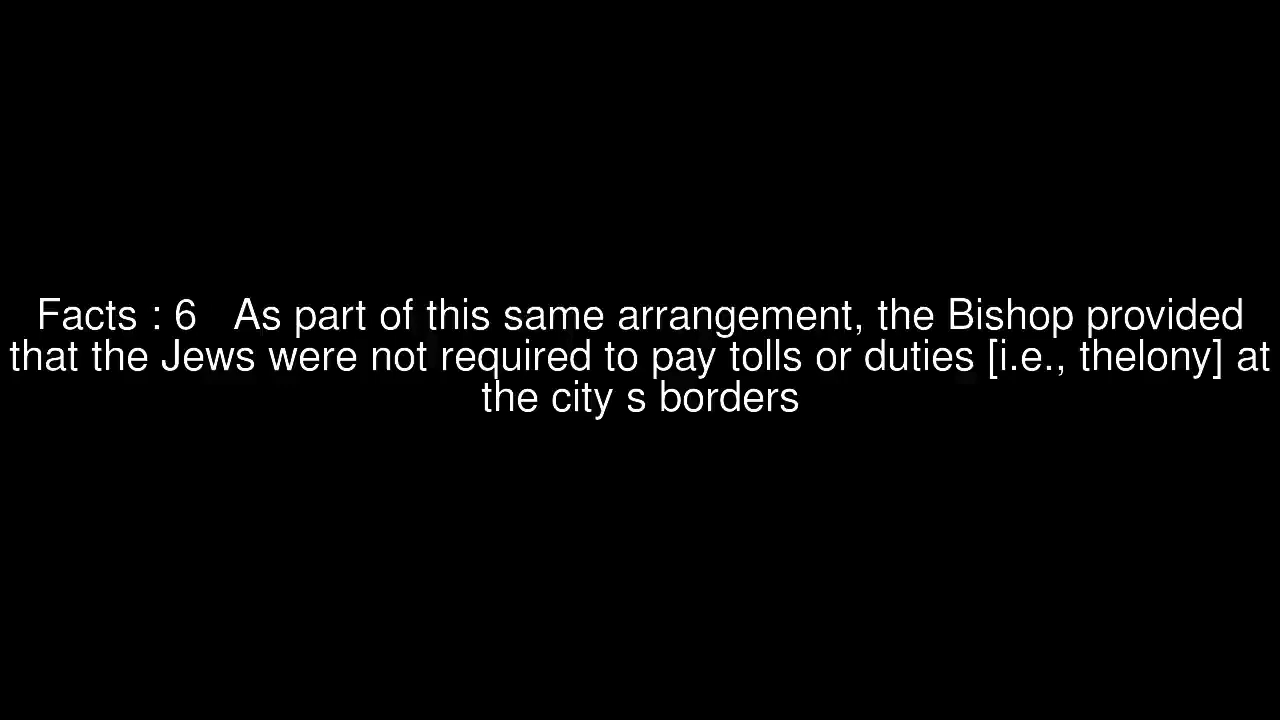 Facts : 6   As part of this same arrangement, the Bishop provided
that the Jews were not required to pay tolls or duties [i.e., thelony] at
the city s borders